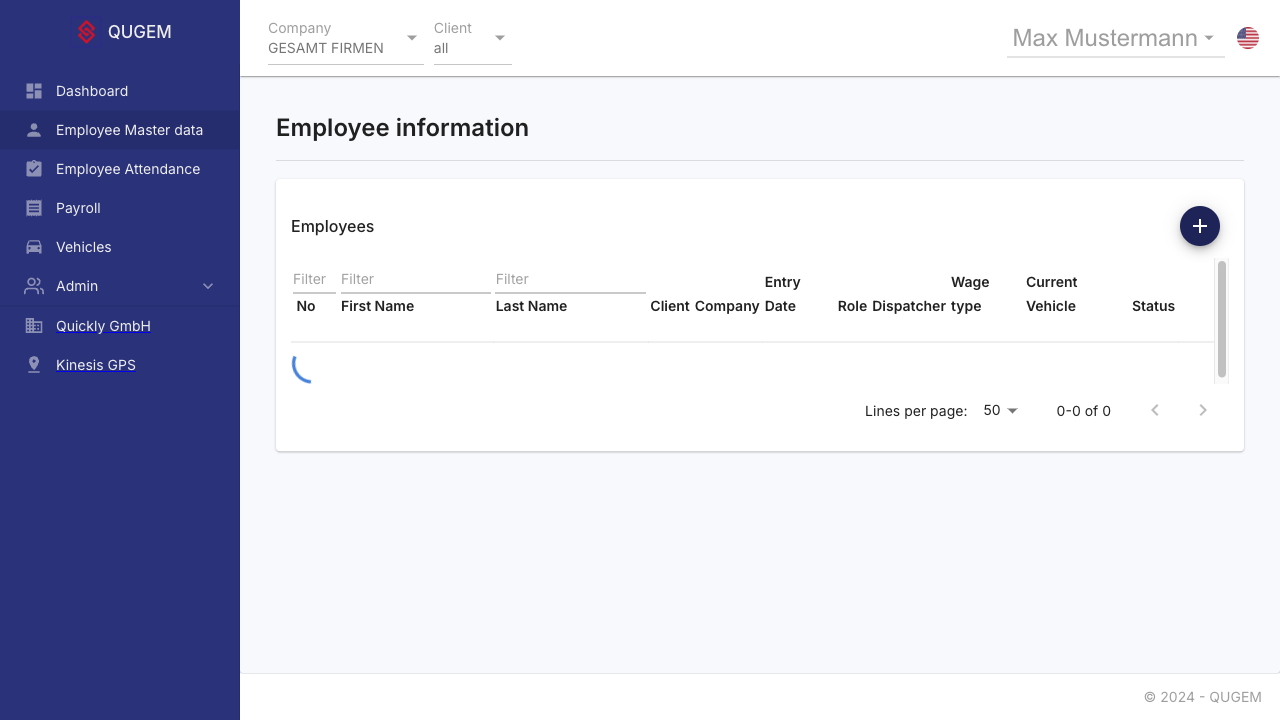 QUGEM
Dashboard
Employee Master data
Employee Attendance
Payroll
Vehicles
Admin
Quickly GmbH
Kinesis GPS
Company
GESAMT FIRMEN
Client
all
Max Mustermann
Employee information
Employees
Filter Filter Filter
No First Name Last Name Client Company Entry Date Role Dispatcher Wage type Current Vehicle Status
Lines per page: 50 0-0 of 0
© 2024 - QUGEM